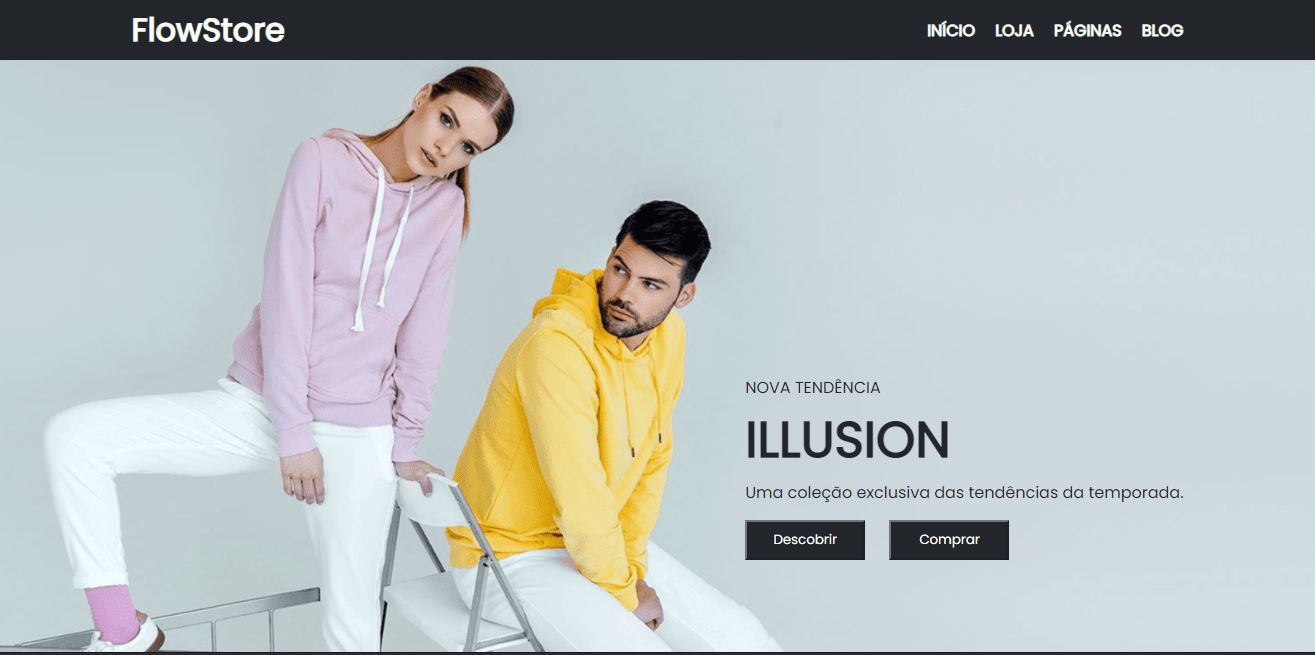 FlowStore
INÍCIO LOJA PÁGINAS BLOG
NOVA TENDÊNCIA
ILLUSION
Uma coleção exclusiva das tendências da temporada.
Descobrir Comprar